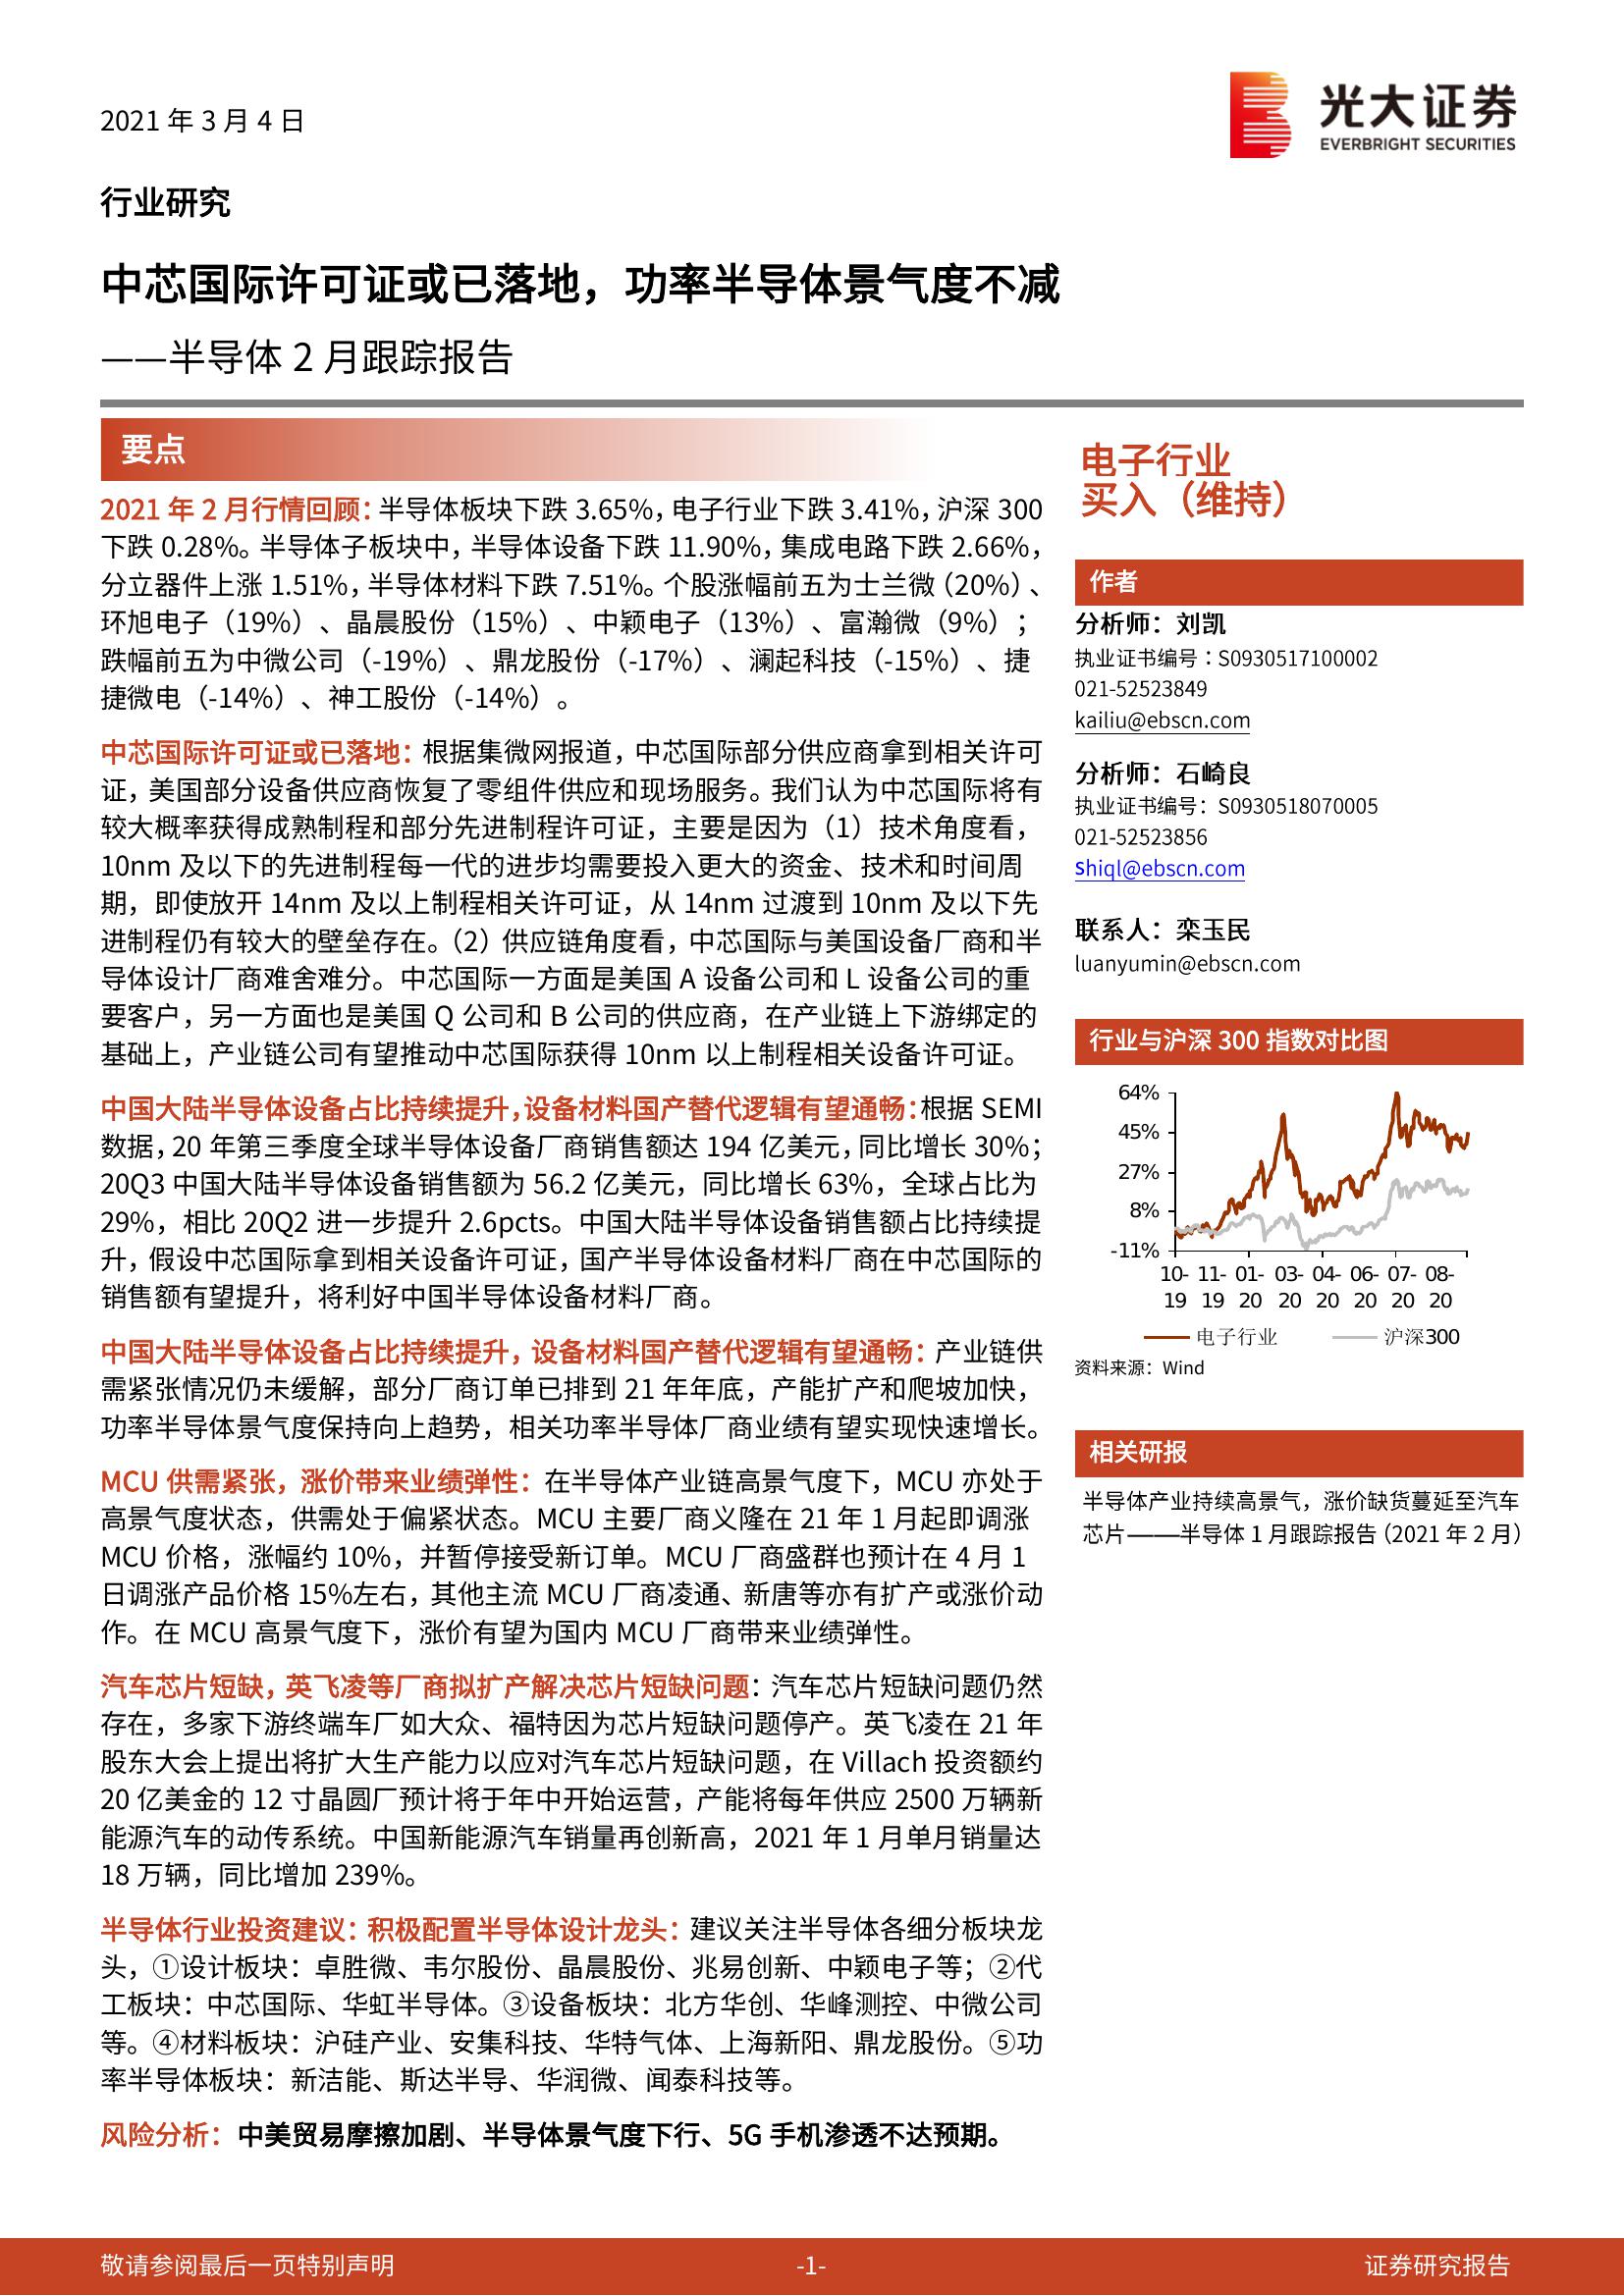 2021 年 3 月 4 日
光大证券
EVERBRIGHT SECURITIES
行业研究
中芯国际许可证或已落地，功率半导体景气度不减
——半导体 2 月跟踪报告
要点
2021 年 2 月行情回顾：半导体板块下跌 3.65%，电子行业下跌 3.41%，沪深 300
下跌 0.28%。半导体子板块中，半导体设备下跌 11.90%，集成电路下跌 2.66%，
分立器件上涨 1.51%，半导体材料下跌 7.51%。个股涨幅前五为士兰微（20%）、
环旭电子（19%）、晶晨股份（15%）、中颖电子（13%）、富瀚微（9%）；
跌幅前五为中微公司（-19%）、鼎龙股份（-17%）、澜起科技（-15%）、捷
捷微电（-14%）、神工股份（-14%）。
中芯国际许可证或已落地：根据集微网报道，中芯国际部分供应商拿到相关许可
证，美国部分设备供应商恢复了零组件供应和现场服务。我们认为中芯国际将有
较大概率获得成熟制程和部分先进制程许可证，主要是因为（1）技术角度看，
10nm 及以下的先进制程每一代的进步均需要投入更大的资金、技术和时间周
期，即使放开 14nm 及以上制程相关许可证，从 14nm 过渡到 10nm 及以下先
进制程仍有较大的壁垒存在。（2）供应链角度看，中芯国际与美国设备厂商和半
导体设计厂商难舍难分。中芯国际一方面是美国 A 设备公司和 L 设备公司的重
要客户，另一方面也是美国 Q 公司和 B 公司的供应商，在产业链上下游绑定的
基础上，产业链公司有望推动中芯国际获得 10nm 以上制程相关设备许可证。
中国大陆半导体设备占比持续提升，设备材料国产替代逻辑有望通畅：根据 SEMI
数据，20 年第三季度全球半导体设备厂商销售额达 194 亿美元，同比增长 30%；
20Q3 中国大陆半导体设备销售额为 56.2 亿美元，同比增长 63%，全球占比为
29%，相比 20Q2 进一步提升 2.6pcts。中国大陆半导体设备销售额占比持续提
升，假设中芯国际拿到相关设备许可证，国产半导体设备材料厂商在中芯国际的
销售额有望提升，将利好中国半导体设备材料厂商。
中国大陆半导体设备占比持续提升，设备材料国产替代逻辑有望通畅：产业链供
需紧张情况仍未缓解，部分厂商订单已排到 21 年年底，产能扩产和爬坡加快，
功率半导体景气度保持向上趋势，相关功率半导体厂商业绩有望实现快速增长。
MCU 供需紧张，涨价带来业绩弹性：在半导体产业链高景气度下，MCU 亦处于
高景气度状态，供需处于偏紧状态。MCU 主要厂商义隆在 21 年 1 月起即调涨
MCU 价格，涨幅约 10%，并暂停接受新订单。MCU 厂商盛群也预计在 4 月 1
日调涨产品价格 15%左右，其他主流 MCU 厂商凌通、新唐等亦有扩产或涨价动
作。在 MCU 高景气度下，涨价有望为国内 MCU 厂商带来业绩弹性。
汽车芯片短缺，英飞凌等厂商拟扩产解决芯片短缺问题：汽车芯片短缺问题仍然
存在，多家下游终端车厂如大众、福特因为芯片短缺问题停产。英飞凌在 21 年
股东大会上提出将扩大生产能力以应对汽车芯片短缺问题，在 Villach 投资额约
20 亿美金的 12 寸晶圆厂预计将于年中开始运营，产能将每年供应 2500 万辆新
能源汽车的动传系统。中国新能源汽车销量再创新高，2021 年 1 月单月销量达
18 万辆，同比增加 239%。
半导体行业投资建议：积极配置半导体设计龙头：建议关注半导体各细分板块龙
头，①设计板块：卓胜微、韦尔股份、晶晨股份、兆易创新、中颖电子等；②代
工板块：中芯国际、华虹半导体。③设备板块：北方华创、华峰测控、中微公司
等。④材料板块：沪硅产业、安集科技、华特气体、上海新阳、鼎龙股份。⑤功
率半导体板块：新洁能、斯达半导、华润微、闻泰科技等。
风险分析：中美贸易摩擦加剧、半导体景气度下行、5G 手机渗透不达预期。
电子行业
买入（维持）
作者
分析师：刘凯
执业证书编号：S0930517100002
021-52523849
kailiu@ebscn.com
分析师：石崎良
执业证书编号：S0930518070005
021-52523856
shiql@ebscn.com
联系人：栾玉民
luanyumin@ebscn.com
行业与沪深 300 指数对比图
64%
45%
27%
8%
-11%
10- 11- 01- 03- 04- 06- 07- 08-
19 19 20 20 20 20 20 20
电子行业 沪深300
资料来源：Wind
相关研报
半导体产业持续高景气，涨价缺货蔓延至汽车
芯片———半导体 1 月跟踪报告（2021 年 2 月）
敬请参阅最后一页特别声明 -1- 证券研究报告